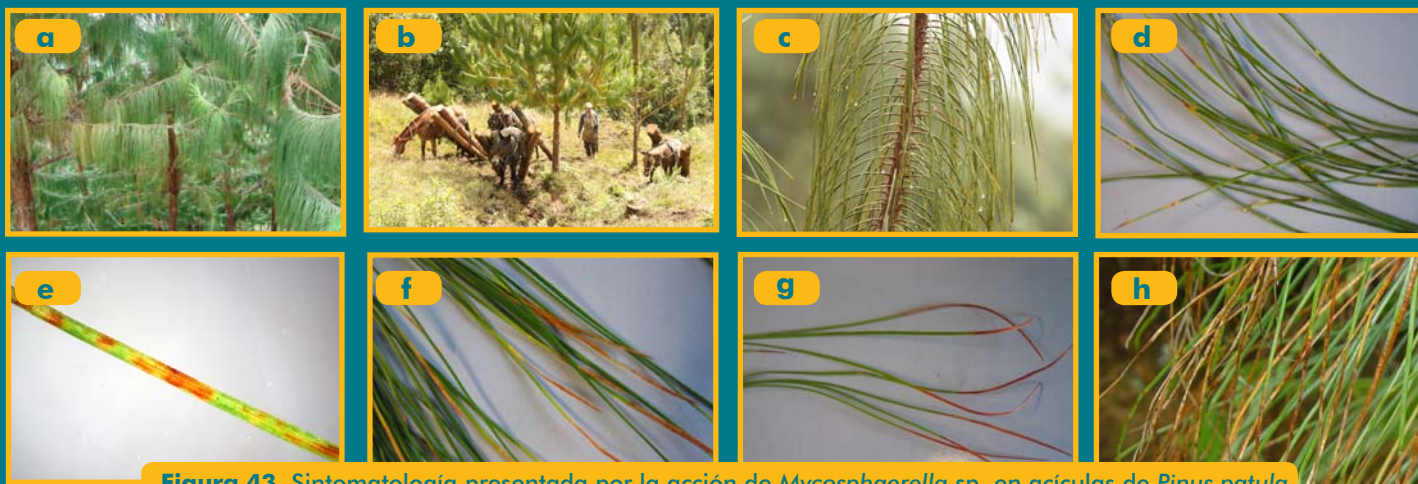 a
b
c
d
e
f
g
h
Figura 43. Sintomatología presentada por la acción de Mycosphaerella sp. en acículas de Pinus patula